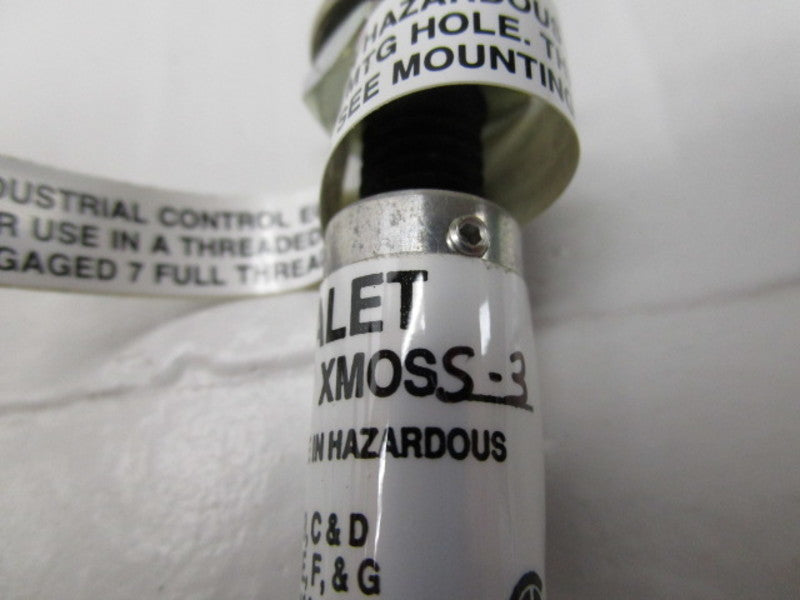 HAZARDOUS
MTG HOLE. TH
SEE MOUNTING
DUSTRIAL CONTROL E
R USE IN A THREADED
GAGED 7 FULL THREA
ALET
XMOSS-3
IN HAZARDOUS
, C & D
, F, & G